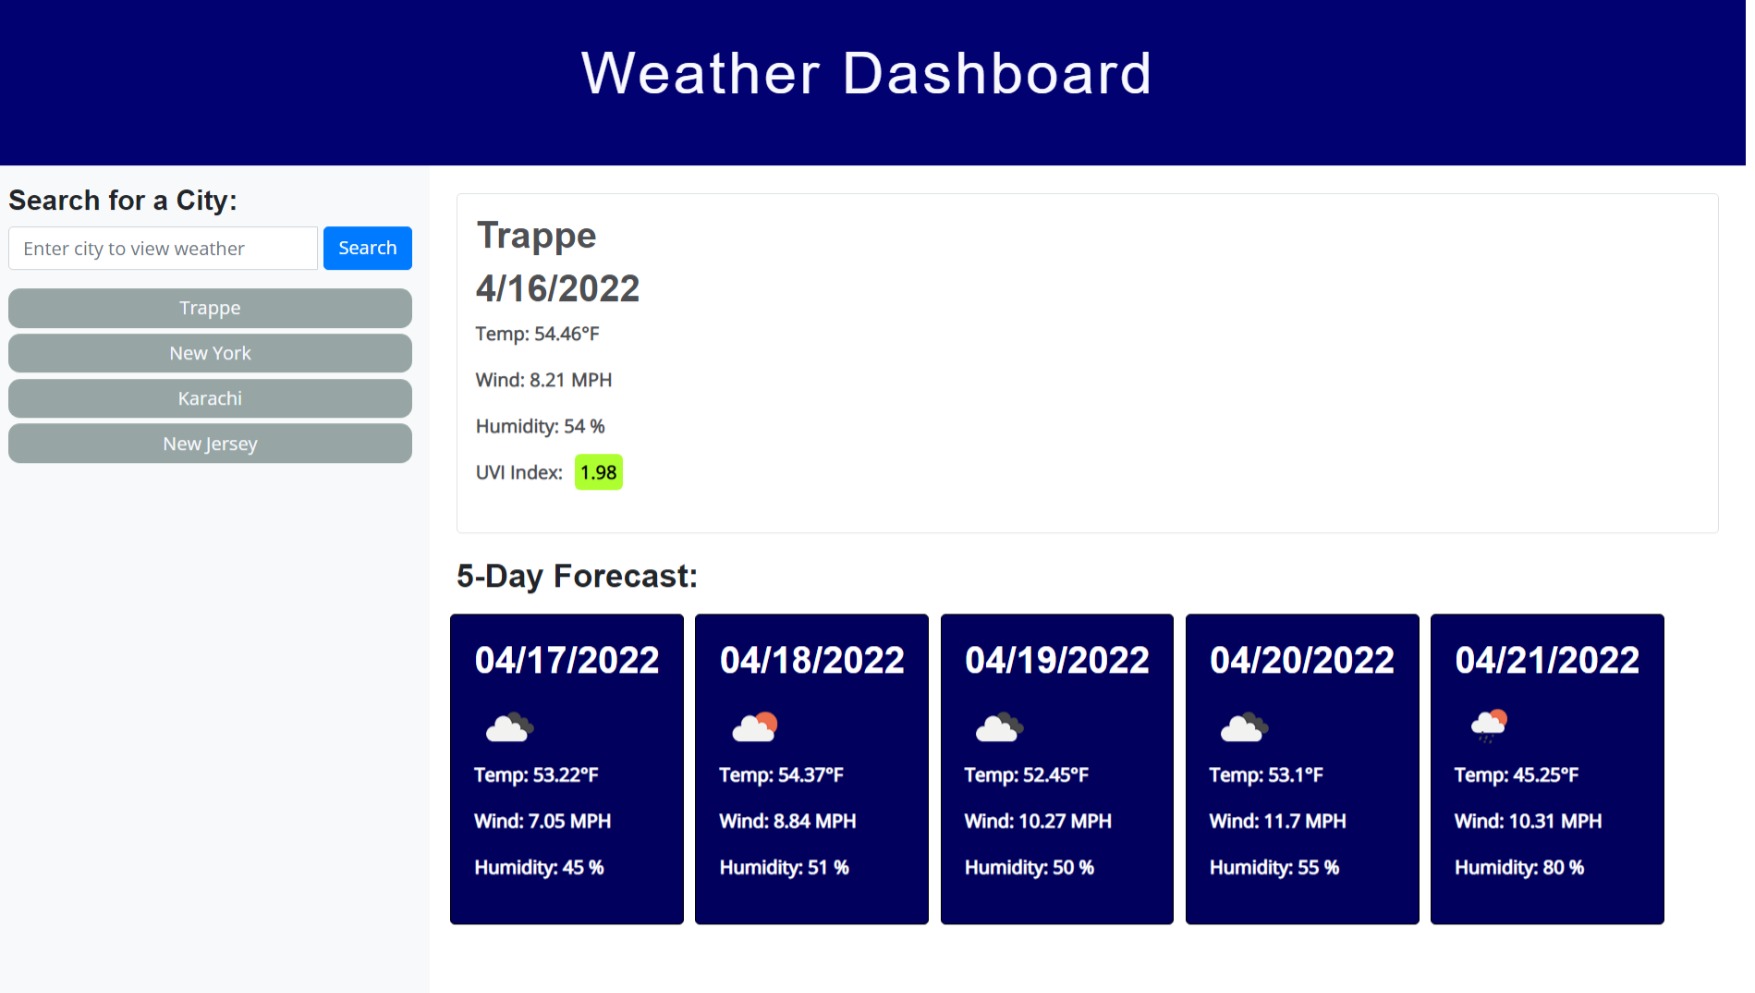 Weather Dashboard
Search for a City:
Enter city to view weather
Search
Trappe
New York
Karachi
New Jersey
Trappe
4/16/2022
Temp: 54.46°F
Wind: 8.21 MPH
Humidity: 54 %
UVI Index: 1.98
5-Day Forecast:
04/17/2022
Temp: 53.22°F
Wind: 7.05 MPH
Humidity: 45 %
04/18/2022
Temp: 54.37°F
Wind: 8.84 MPH
Humidity: 51 %
04/19/2022
Temp: 52.45°F
Wind: 10.27 MPH
Humidity: 50 %
04/20/2022
Temp: 53.1°F
Wind: 11.7 MPH
Humidity: 55 %
04/21/2022
Temp: 45.25°F
Wind: 10.31 MPH
Humidity: 80 %